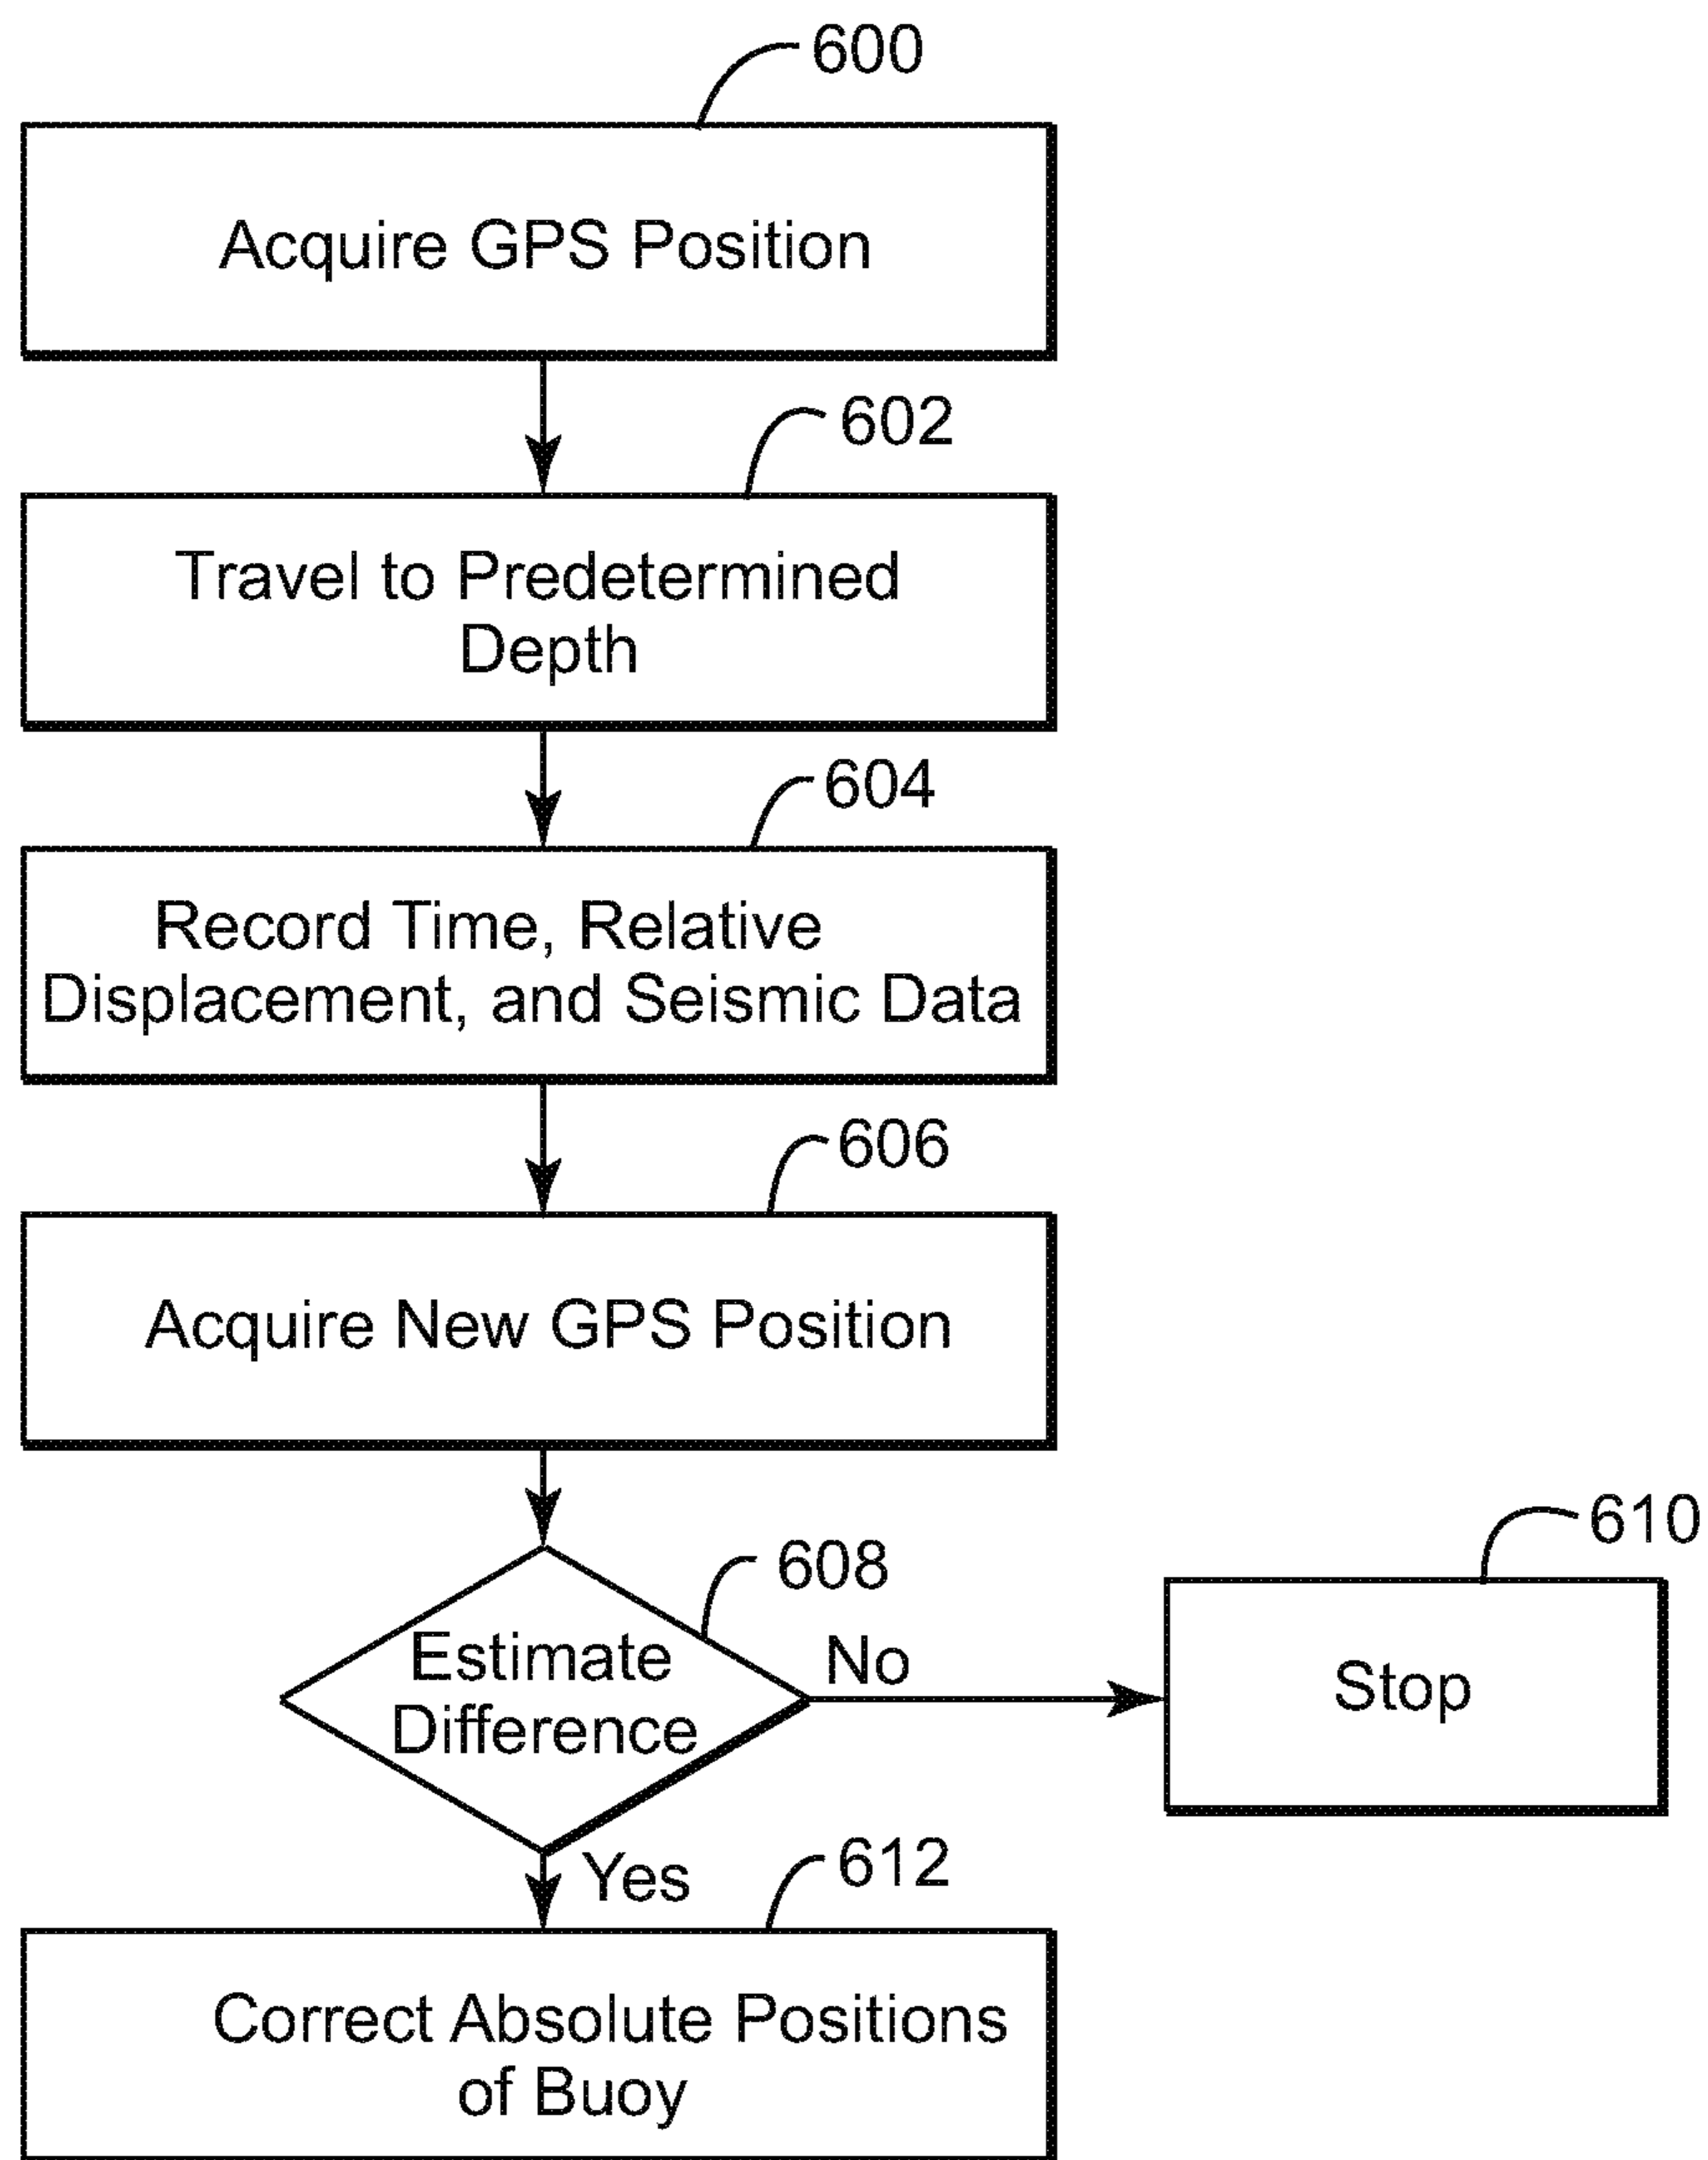 600
Acquire GPS Position
602
Travel to Predetermined
Depth
604
Record Time, Relative
Displacement, and Seismic Data
606
Acquire New GPS Position
608
610
Estimate
Difference
No
Stop
Yes
612
Correct Absolute Positions
of Buoy